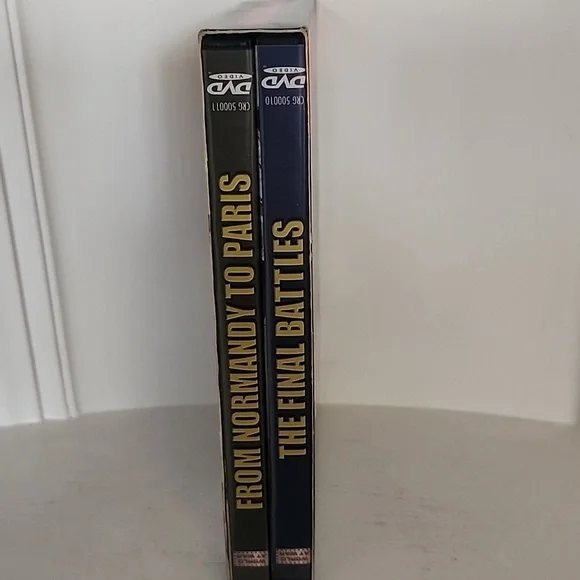 FROM NORMANDY TO PARIS
CRG 500011
DVD
VIDEO
THE FINAL BATTLES
CRG 500010
DVD
VIDEO